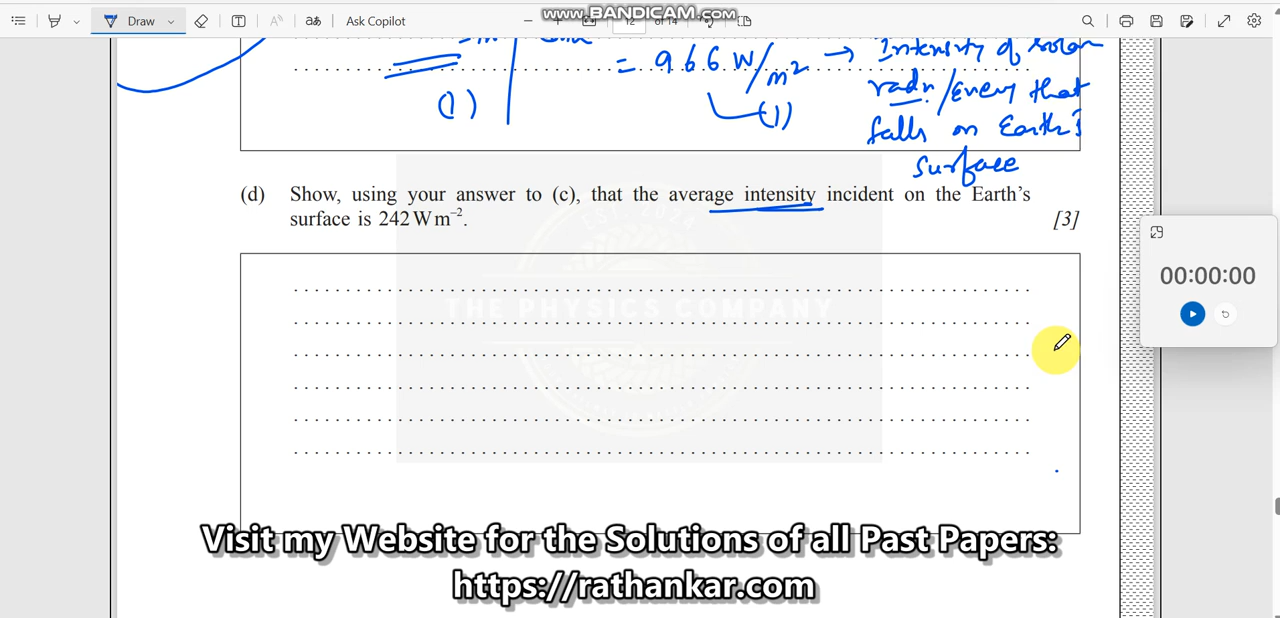 Draw
Ask Copilot
www.BANDICAM.com
12 of 14
= 966 W/m² → Intensity of solar
radn./Energy that
falls on Earth's
surface
(1)
(1)
(d) Show, using your answer to (c), that the average intensity incident on the Earth's
surface is 242 W m⁻².
[3]
THE PHYSICS COMPANY
00:00:00
Visit my Website for the Solutions of all Past Papers:
https://rathankar.com